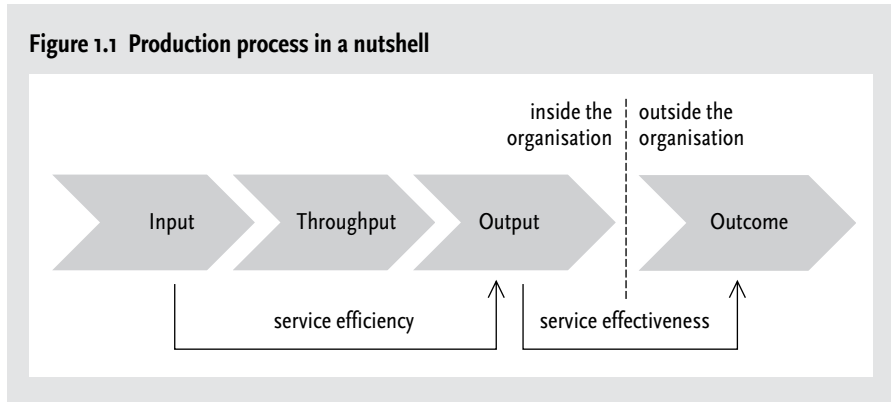 Figure 1.1 Production process in a nutshell
inside the
organisation
outside the
organisation
Input
Throughput
Output
Outcome
service efficiency
service effectiveness